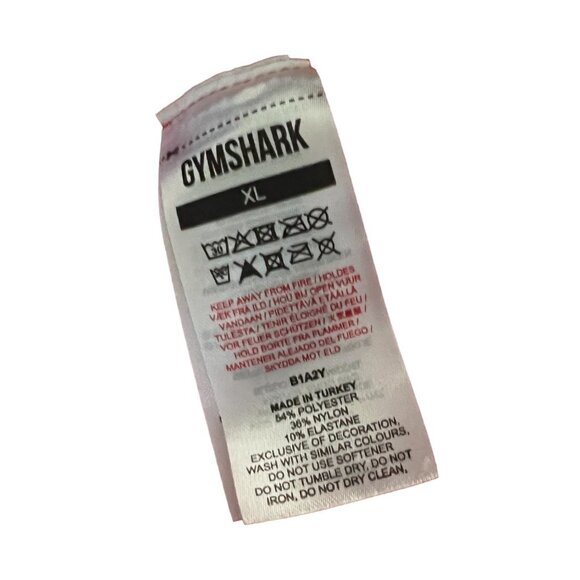 GYMSHARK
XL
30
KEEP AWAY FROM FIRE / HOLDES
VÆK FRA ILD / HOU BIJ OPEN VUUR
VANDAAN / PIDETTÄVÄ ETÄÄLLÄ
TULESTA / TENIR ÉLOIGNÉ DU FEU /
VOR FEUER SCHÜTZEN /
HOLD BORTE FRA FLAMMER /
MANTENER ALEJADO DEL FUEGO /
SKYDDA MOT ELD
B1A2Y
MADE IN TURKEY
54% POLYESTER
36% NYLON
10% ELASTANE
EXCLUSIVE OF DECORATION,
WASH WITH SIMILAR COLOURS,
DO NOT USE SOFTENER
DO NOT TUMBLE DRY, DO NOT
IRON, DO NOT DRY CLEAN,